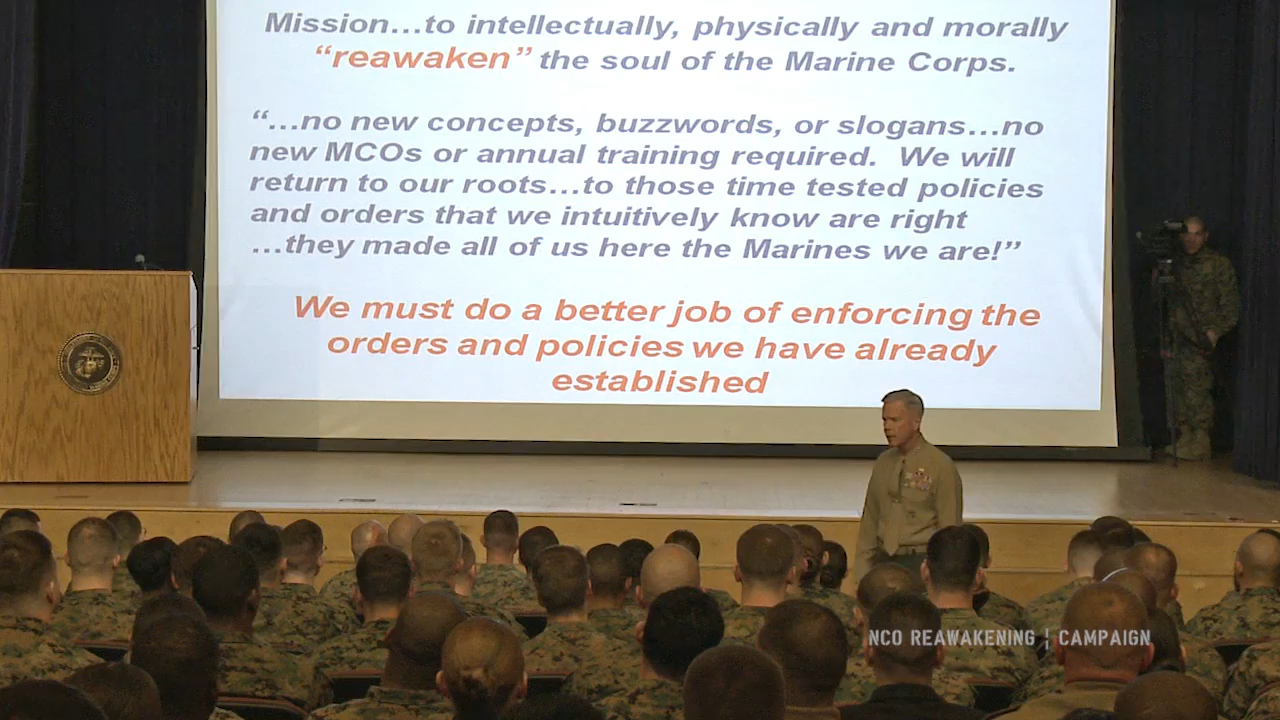 Mission...to intellectually, physically and morally
“reawaken” the soul of the Marine Corps.
“...no new concepts, buzzwords, or slogans...no
new MCOs or annual training required.  We will
return to our roots...to those time tested policies
and orders that we intuitively know are right
...they made all of us here the Marines we are!”
We must do a better job of enforcing the
orders and policies we have already
established
NCO REAWAKENING ¦ CAMPAIGN